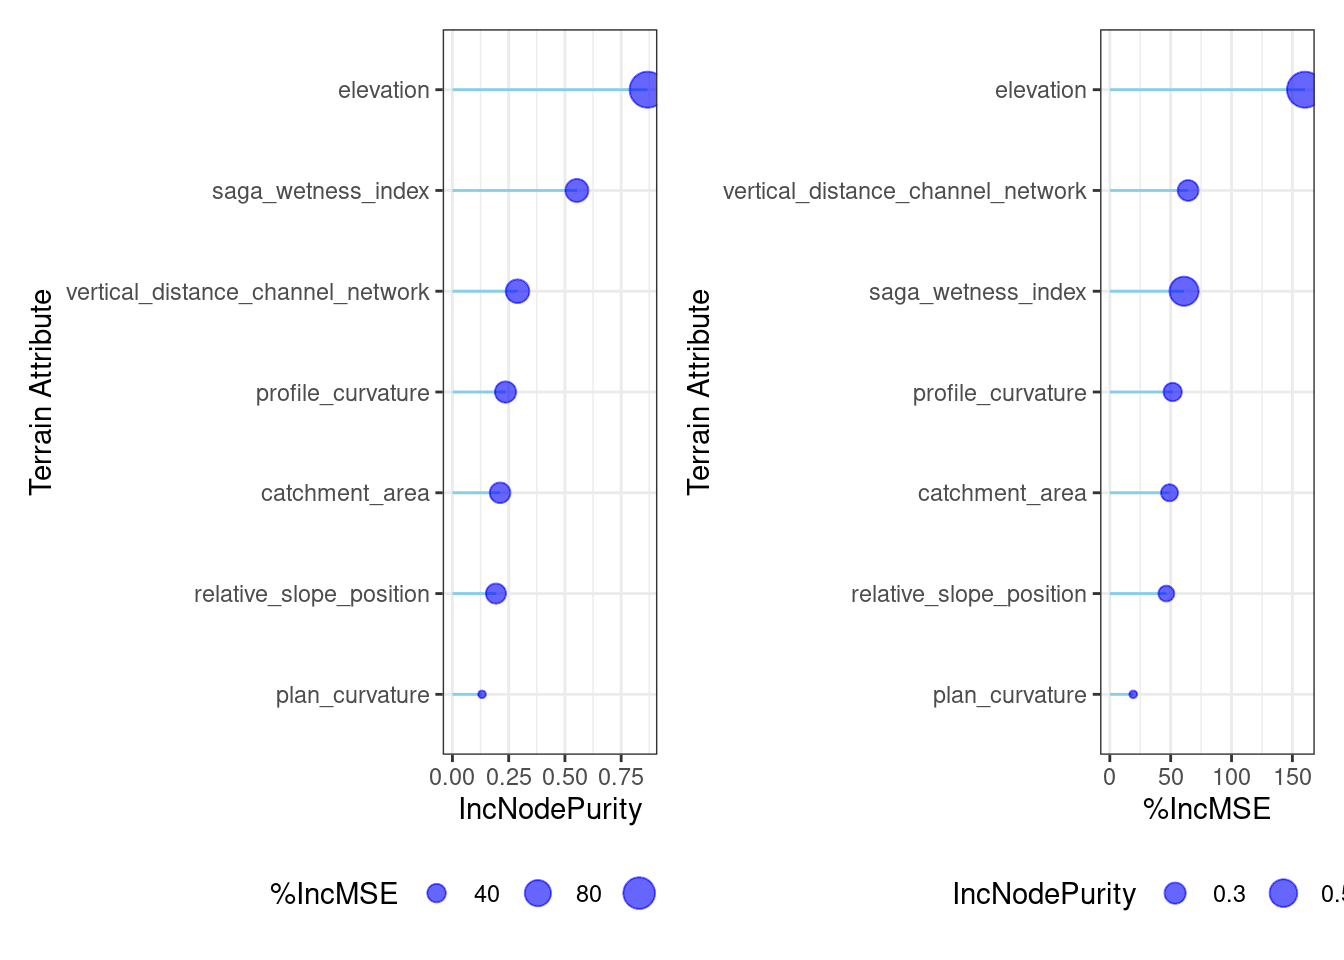 elevation
saga_wetness_index
vertical_distance_channel_network
profile_curvature
catchment_area
relative_slope_position
plan_curvature
Terrain Attribute
0.00 0.25 0.50 0.75
IncNodePurity
%IncMSE 40 80
elevation
vertical_distance_channel_network
saga_wetness_index
profile_curvature
catchment_area
relative_slope_position
plan_curvature
Terrain Attribute
0 50 100 150
%IncMSE
IncNodePurity 0.3